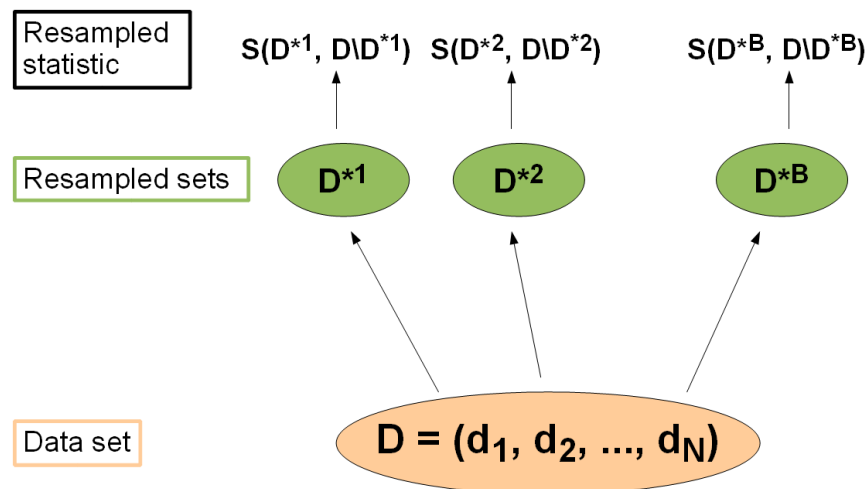 Resampled
statistic
S(D*1, D\D*1) S(D*2, D\D*2) S(D*B, D\D*B)
Resampled sets
D*1 D*2 D*B
Data set
D = (d1, d2, ..., dN)